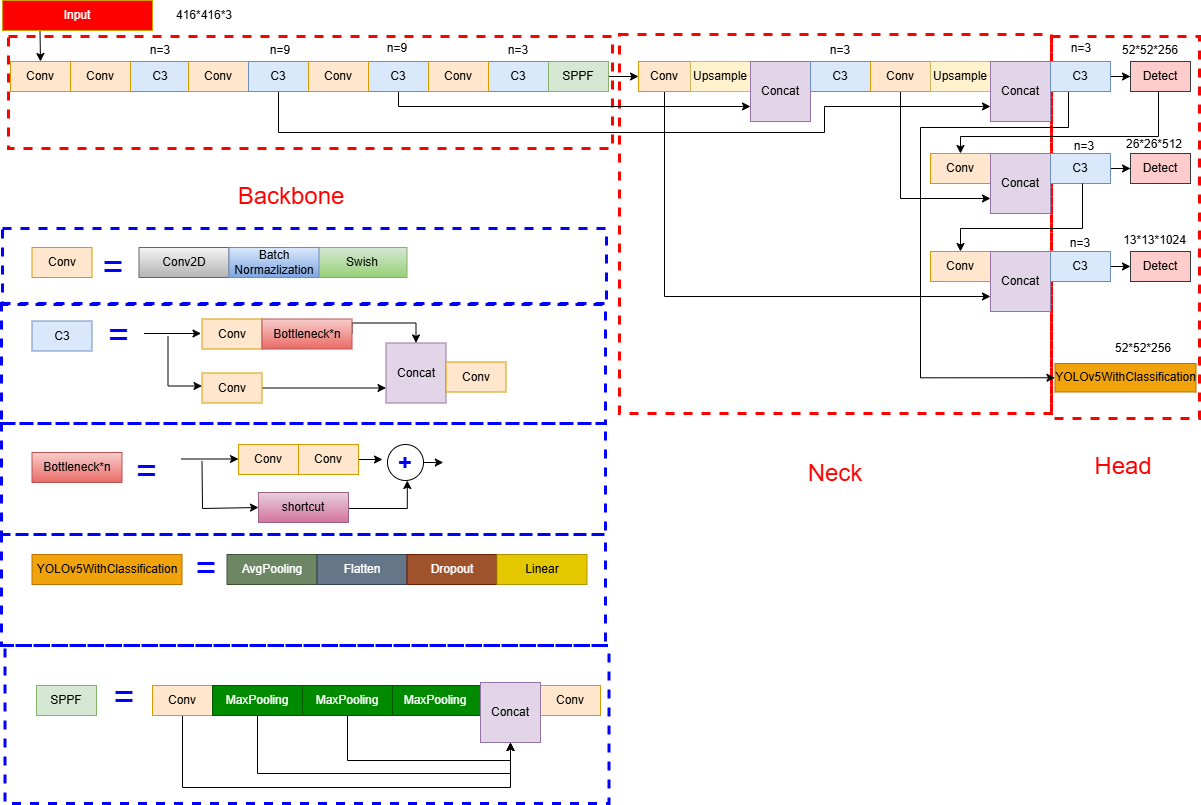 Input
416*416*3
n=3
n=9
n=9
n=3
n=3
n=3
52*52*256
Conv
Conv
C3
Conv
C3
Conv
C3
Conv
C3
SPPF
Conv
Upsample
Concat
C3
Conv
Upsample
Concat
C3
Detect
n=3
26*26*512
Conv
Concat
C3
Detect
n=3
13*13*1024
Conv
Concat
C3
Detect
52*52*256
YOLOv5WithClassification
Backbone
Neck
Head
Conv
=
Conv2D
Batch
Normazlization
Swish
C3
=
Conv
Bottleneck*n
Conv
Concat
Conv
Bottleneck*n
=
Conv
Conv
+
shortcut
YOLOv5WithClassification
=
AvgPooling
Flatten
Dropout
Linear
SPPF
=
Conv
MaxPooling
MaxPooling
MaxPooling
Concat
Conv